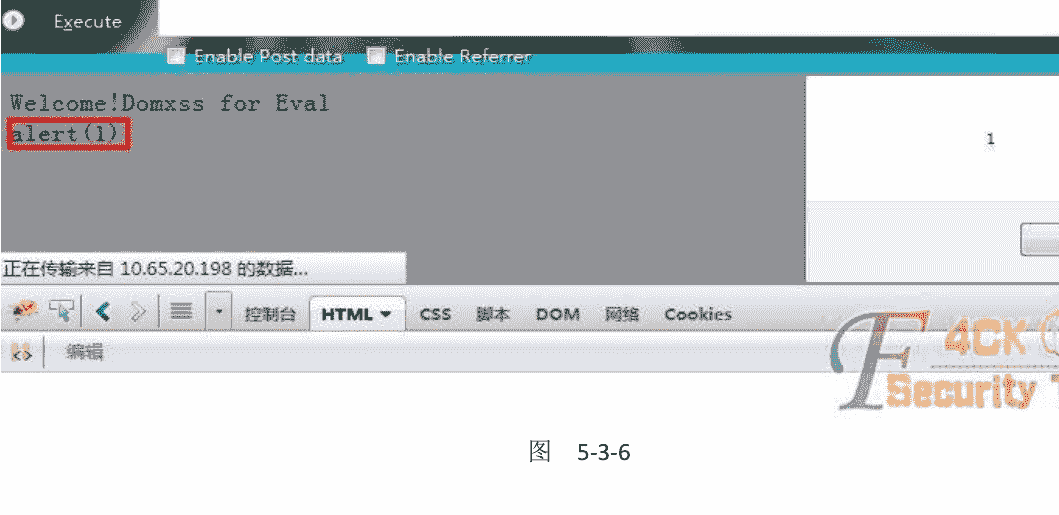 Execute
Enable Post data Enable Referrer
Welcome!Domxss for Eval
alert(1)
1
正在传输来自 10.65.20.198 的数据...
控制台 HTML CSS 脚本 DOM 网络 Cookies
编辑
F4CK
Security T
图 5-3-6